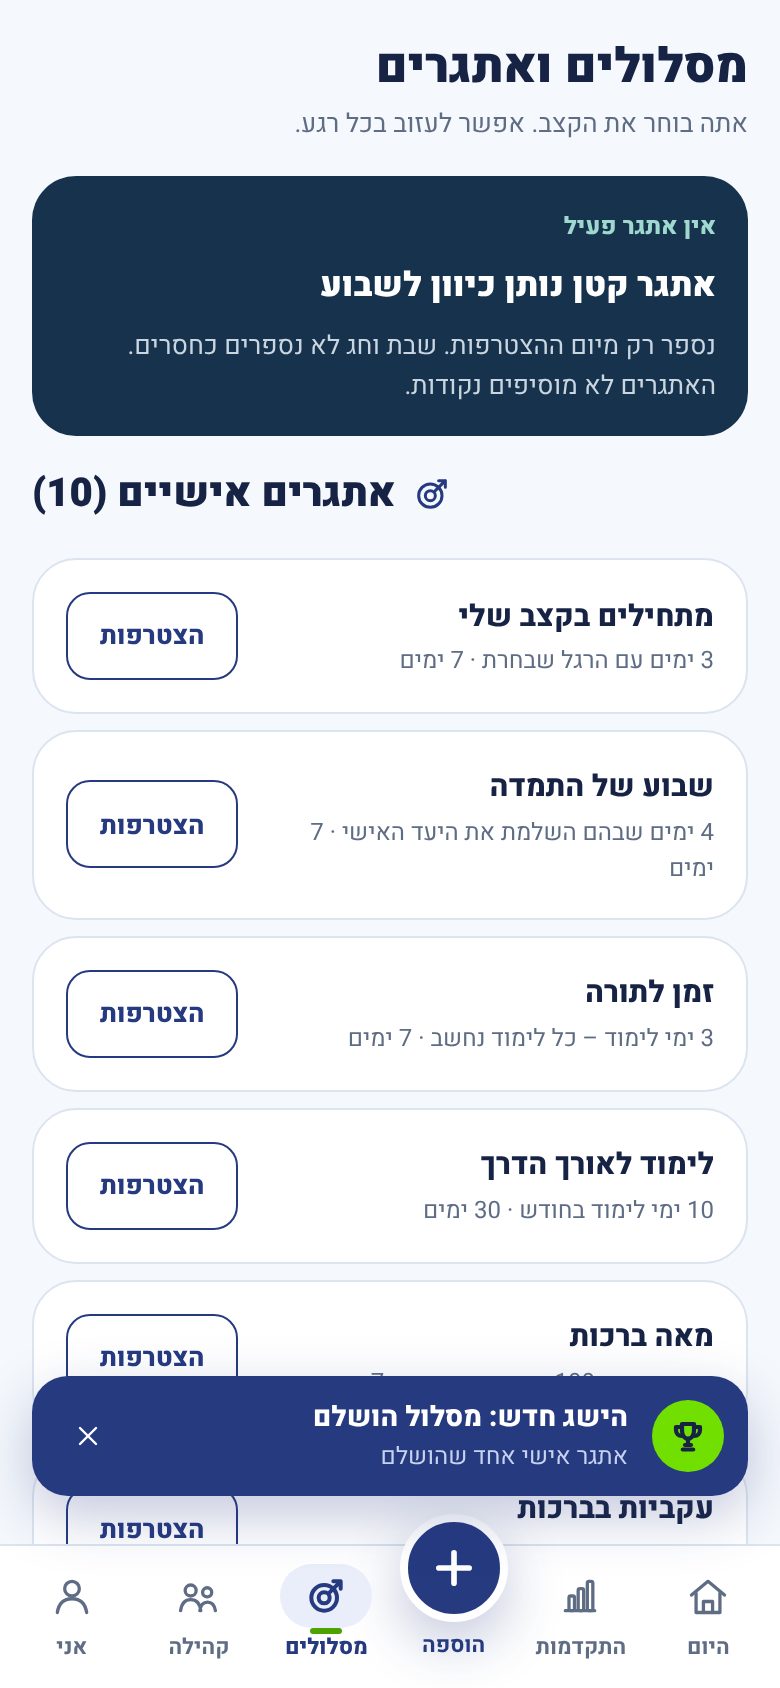 מסלולים ואתגרים
אתה בוחר את הקצב. אפשר לעזוב בכל רגע.
אין אתגר פעיל
אתגר קטן נותן כיוון לשבוע
נספר רק מיום ההצטרפות. שבת וחג לא נספרים כחסרים.
האתגרים לא מוסיפים נקודות.
אתגרים אישיים (10)
מתחילים בקצב שלי
3 ימים עם הרגל שבחרת · 7 ימים
הצטרפות
שבוע של התמדה
4 ימים שבהם השלמת את היעד האישי · 7
ימים
הצטרפות
זמן לתורה
3 ימי לימוד – כל לימוד נחשב · 7 ימים
הצטרפות
לימוד לאורך הדרך
10 ימי לימוד בחודש · 30 ימים
הצטרפות
מאה ברכות
הצטרפות
הישג חדש: מסלול הושלם
אתגר אישי אחד שהושלם
עקביות בברכות
הצטרפות
היום
התקדמות
הוספה
מסלולים
קהילה
אני